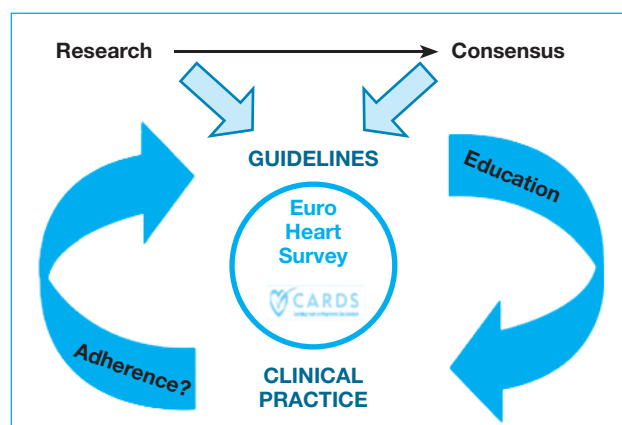 Research
Consensus
GUIDELINES
Education
Euro
Heart
Survey
CARDS
Adherence?
CLINICAL
PRACTICE